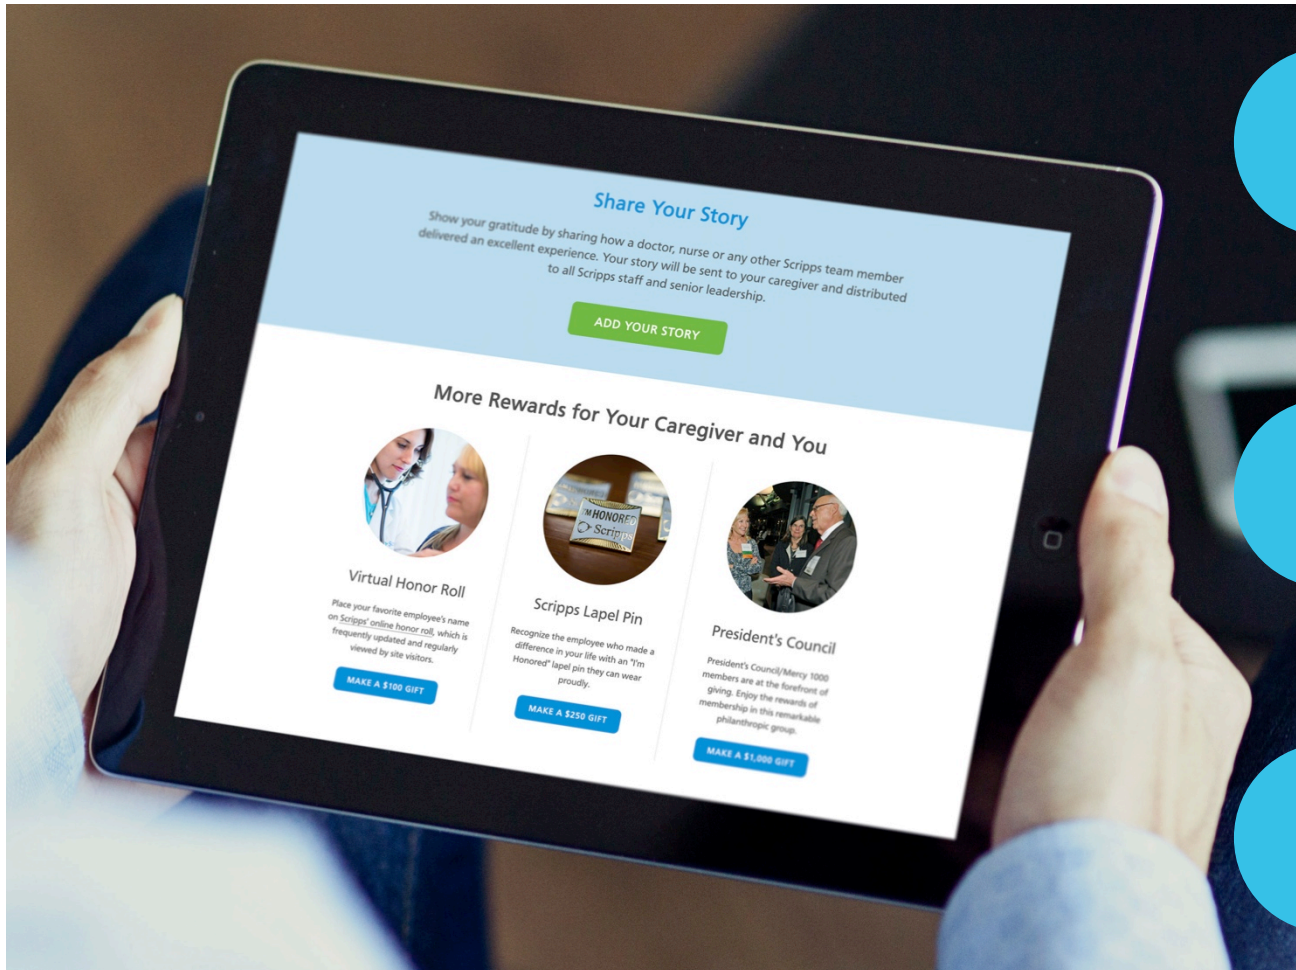 Share Your Story
Show your gratitude by sharing how a doctor, nurse or any other Scripps team member
delivered an excellent experience. Your story will be sent to your caregiver and distributed
to all Scripps staff and senior leadership.
ADD YOUR STORY
More Rewards for Your Caregiver and You
I'M HONORED
Scripps
Virtual Honor Roll
Place your favorite employee's name
on Scripps' online honor roll, which is
frequently updated and regularly
viewed by site visitors.
MAKE A $100 GIFT
Scripps Lapel Pin
Recognize the employee who made a
difference in your life with an "I'm
Honored" lapel pin they can wear
proudly.
MAKE A $250 GIFT
President's Council
President's Council/Mercy 1000
members are at the forefront of
giving. Enjoy the rewards of
membership in this remarkable
philanthropic group.
MAKE A $1,000 GIFT